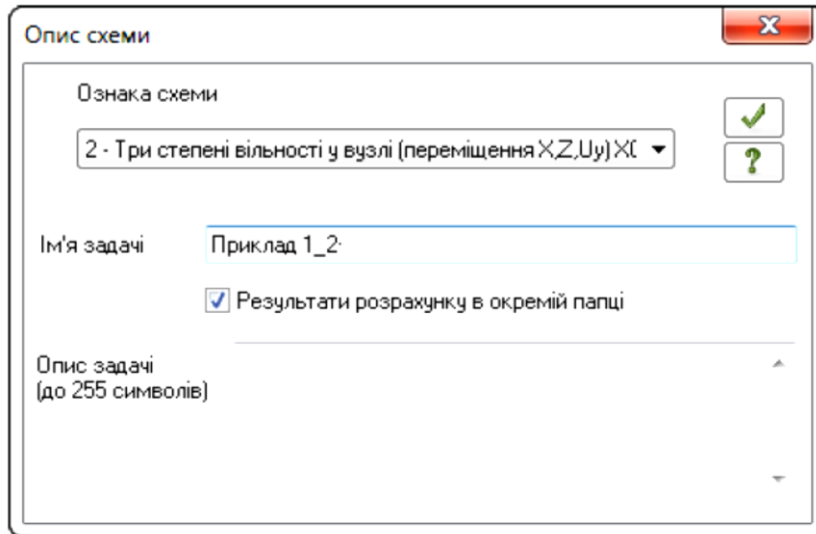 Опис схеми
Ознака схеми
2 - Три степені вільності у вузлі (переміщення X,Z,Uy) X(
Ім'я задачі
Приклад 1_2
Результати розрахунку в окремій папці
Опис задачі
(до 255 символів)